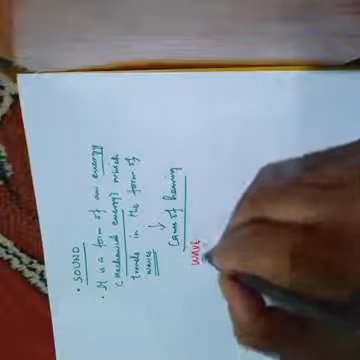 • SOUND
• It is a form of an energy
(Mechanical energy) which
travels in the form of
waves
↓
Cause of hearing
WAVE